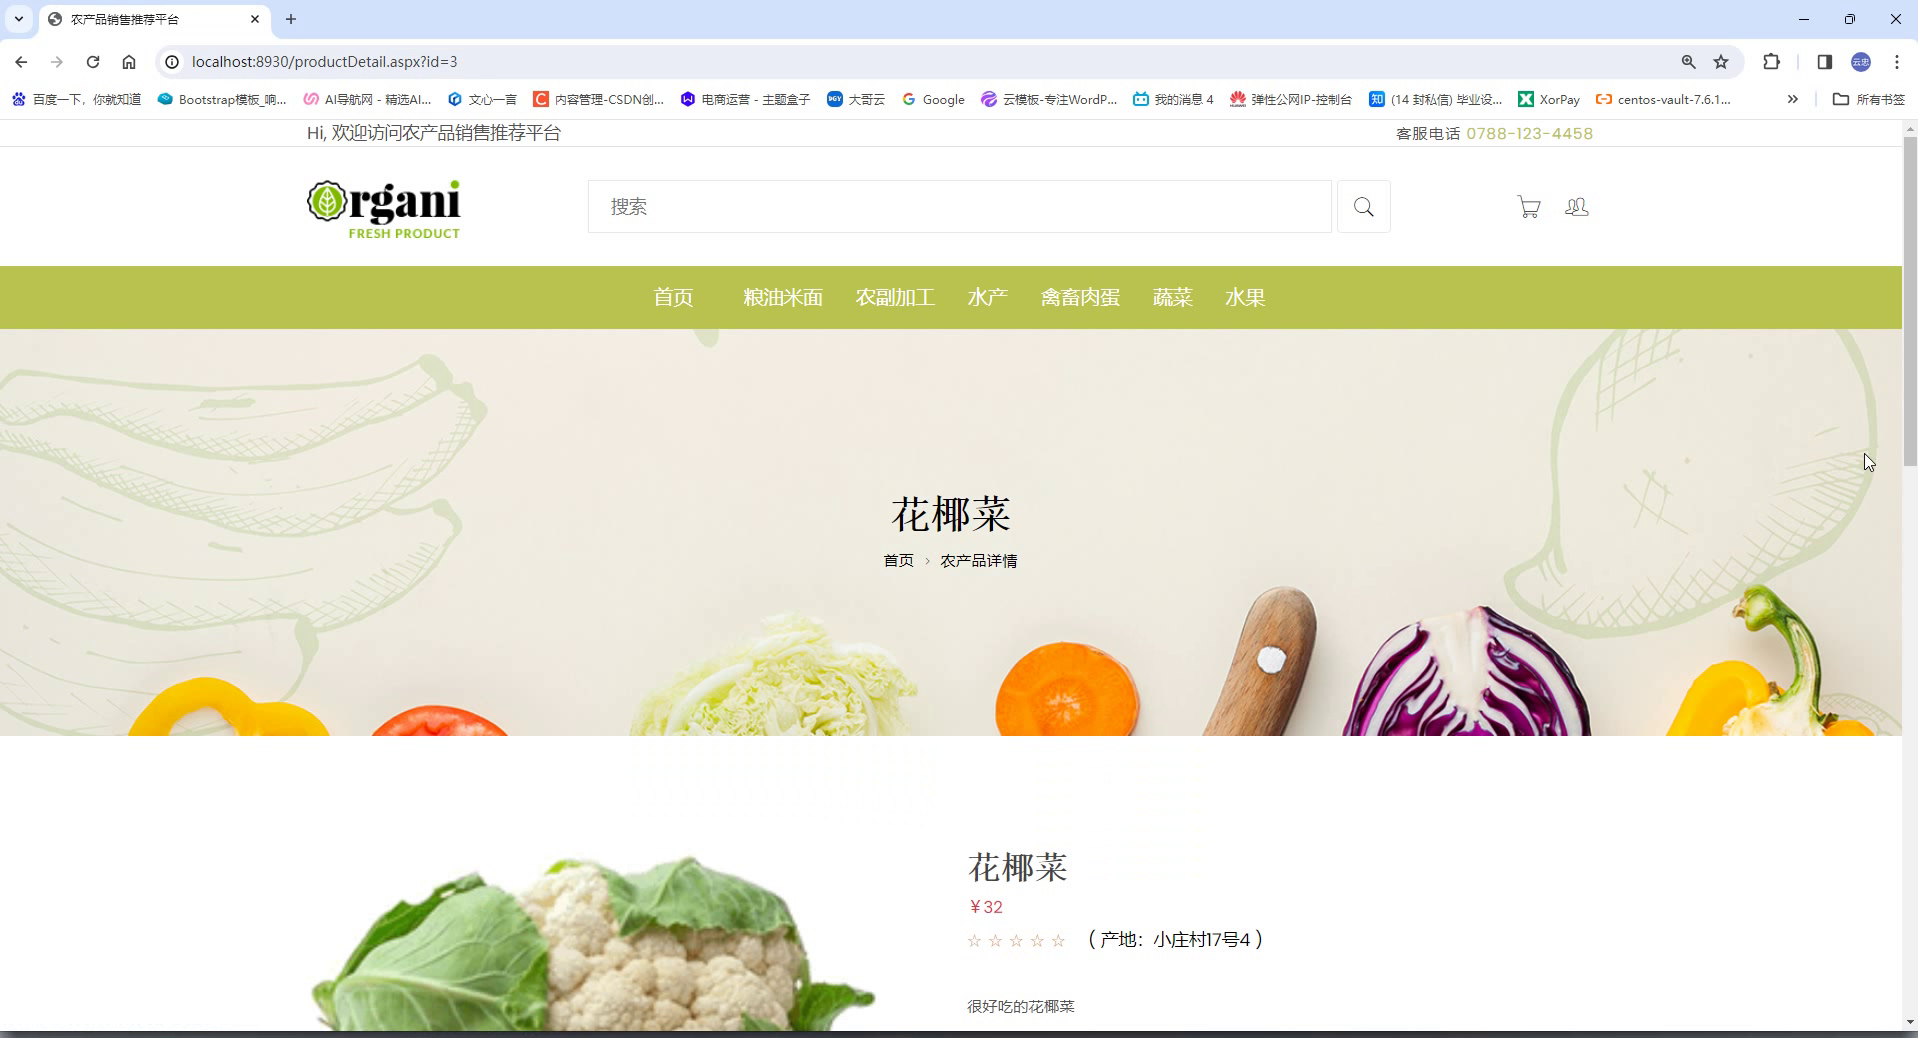 农产品销售推荐平台
localhost:8930/productDetail.aspx?id=3
云忠
百度一下，你就知道 Bootstrap模板_响... AI导航网 - 精选AI... 文心一言 内容管理-CSDN创... 电商运营 - 主题盒子 大哥云 Google 云模板-专注WordP... 我的消息 4 弹性公网IP-控制台 (14 封私信) 毕业设... XorPay centos-vault-7.6.1... 所有书签
Hi, 欢迎访问农产品销售推荐平台 客服电话 0788-123-4458
Organi
FRESH PRODUCT
搜索
首页 粮油米面 农副加工 水产 禽畜肉蛋 蔬菜 水果
花椰菜
首页 > 农产品详情
花椰菜
¥32
☆☆☆☆☆ （产地：小庄村17号4）
很好吃的花椰菜